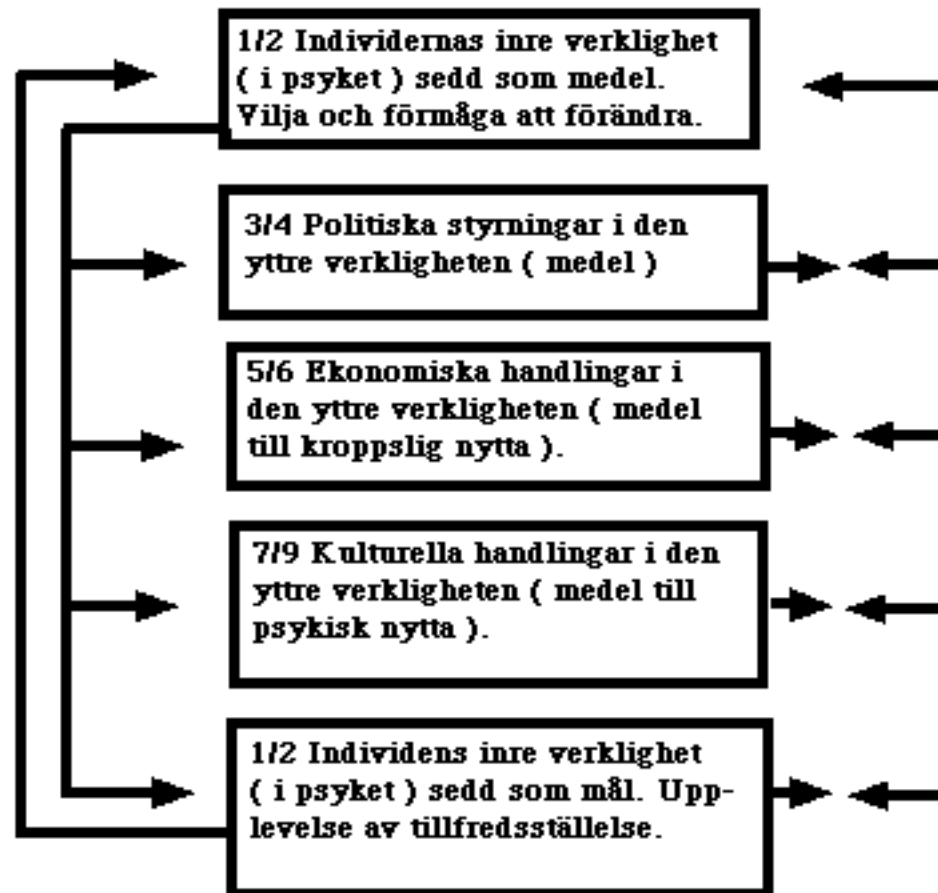 1/2 Individernas inre verklighet
( i psyket ) sedd som medel.
Vilja och förmåga att förändra.
3/4 Politiska styrningar i den
yttre verkligheten ( medel )
5/6 Ekonomiska handlingar i
den yttre verkligheten ( medel
till kroppslig nytta ).
7/9 Kulturella handlingar i den
yttre verkligheten ( medel till
psykisk nytta ).
1/2 Individens inre verklighet
( i psyket ) sedd som mål. Upp-
levelse av tillfredsställelse.